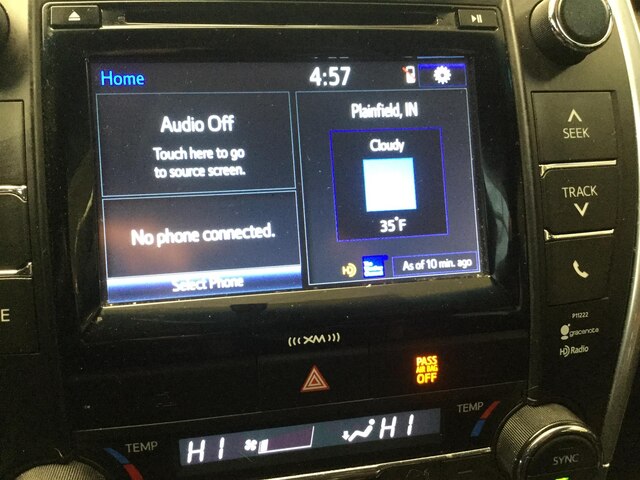 Home
4:57
Audio Off
Touch here to go
to source screen.
No phone connected.
Select Phone
Plainfield, IN
Cloudy
35°F
As of 10 min. ago
SEEK
TRACK
P11222
gracenote
HD Radio
(((XM)))
PASS
AIR BAG
OFF
TEMP
HI
HI
TEMP
SYNC
E